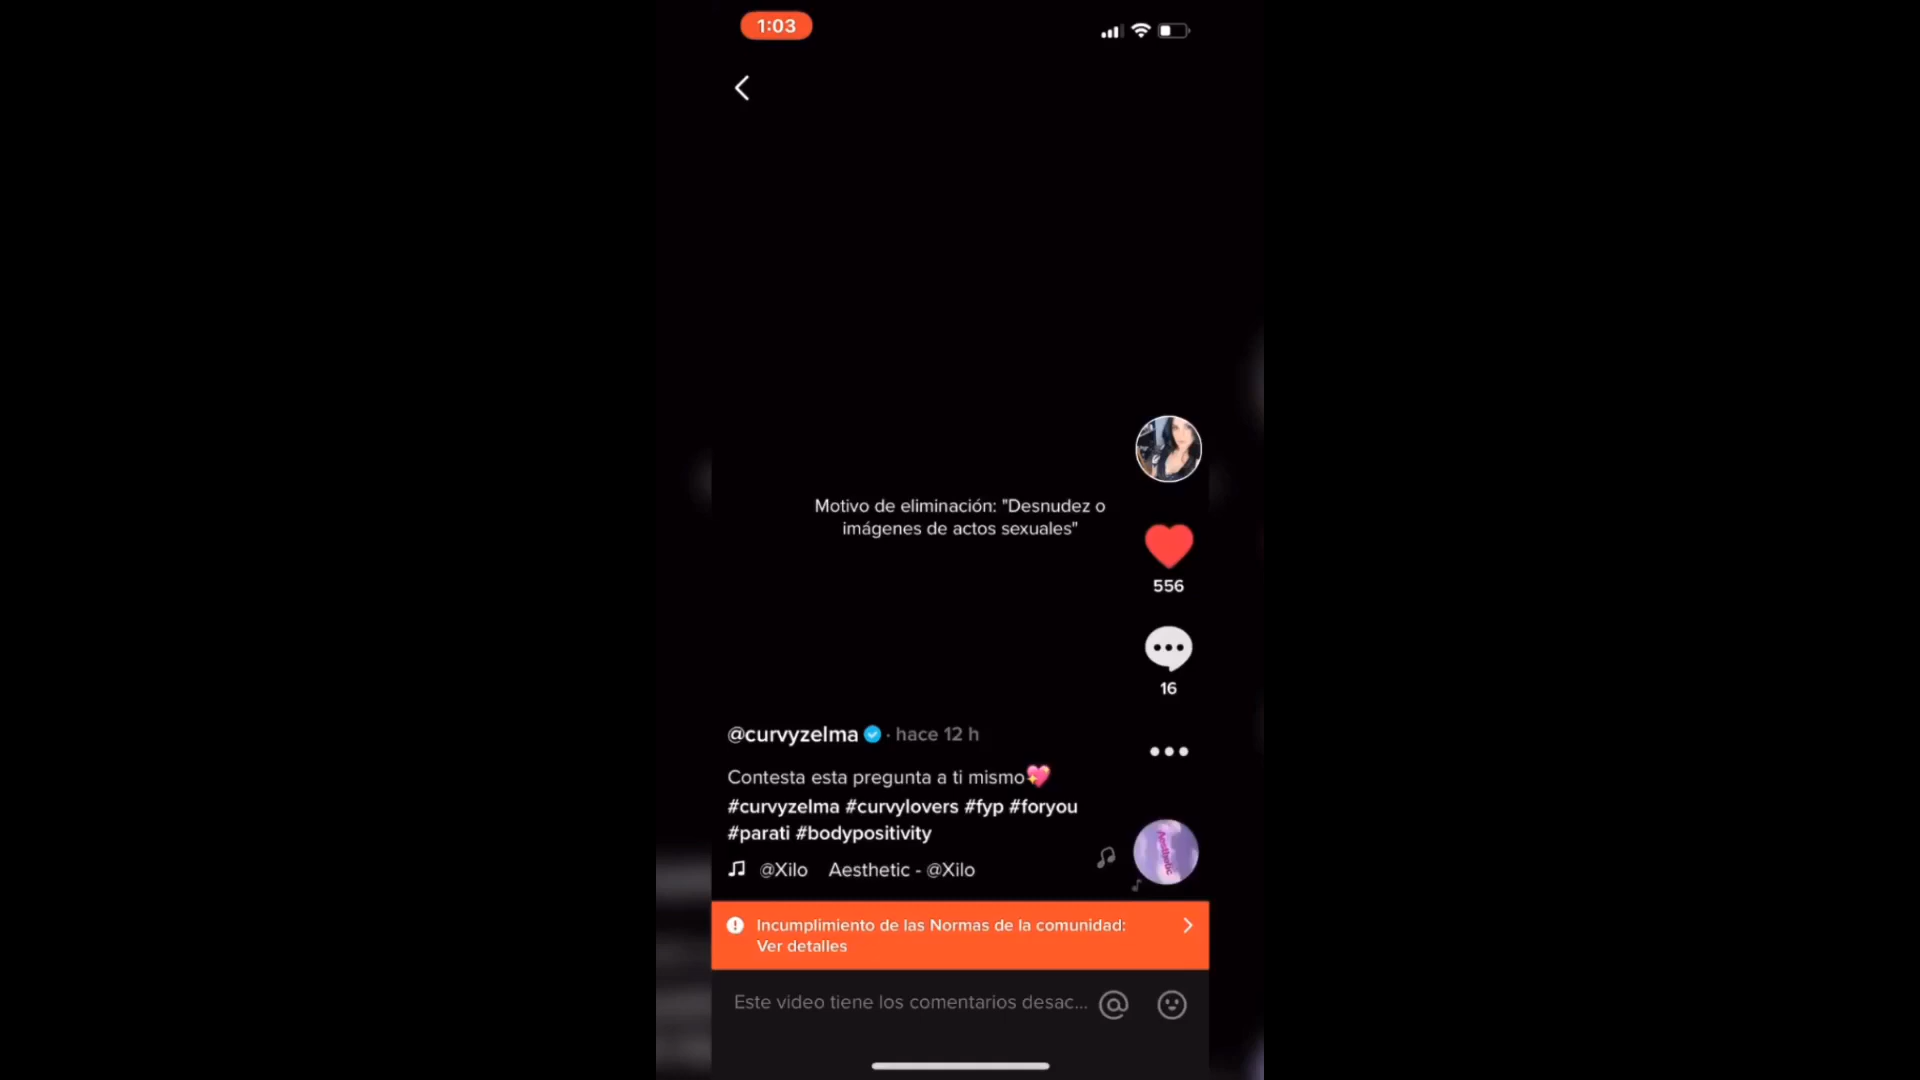 1:03
Motivo de eliminación: "Desnudez o
imágenes de actos sexuales"
556
16
@curvyzelma · hace 12 h
Contesta esta pregunta a ti mismo💖
#curvyzelma #curvylovers #fyp #foryou
#parati #bodypositivity
@Xilo Aesthetic - @Xilo
Aesthetic
Incumplimiento de las Normas de la comunidad:
Ver detalles
Este video tiene los comentarios desac...